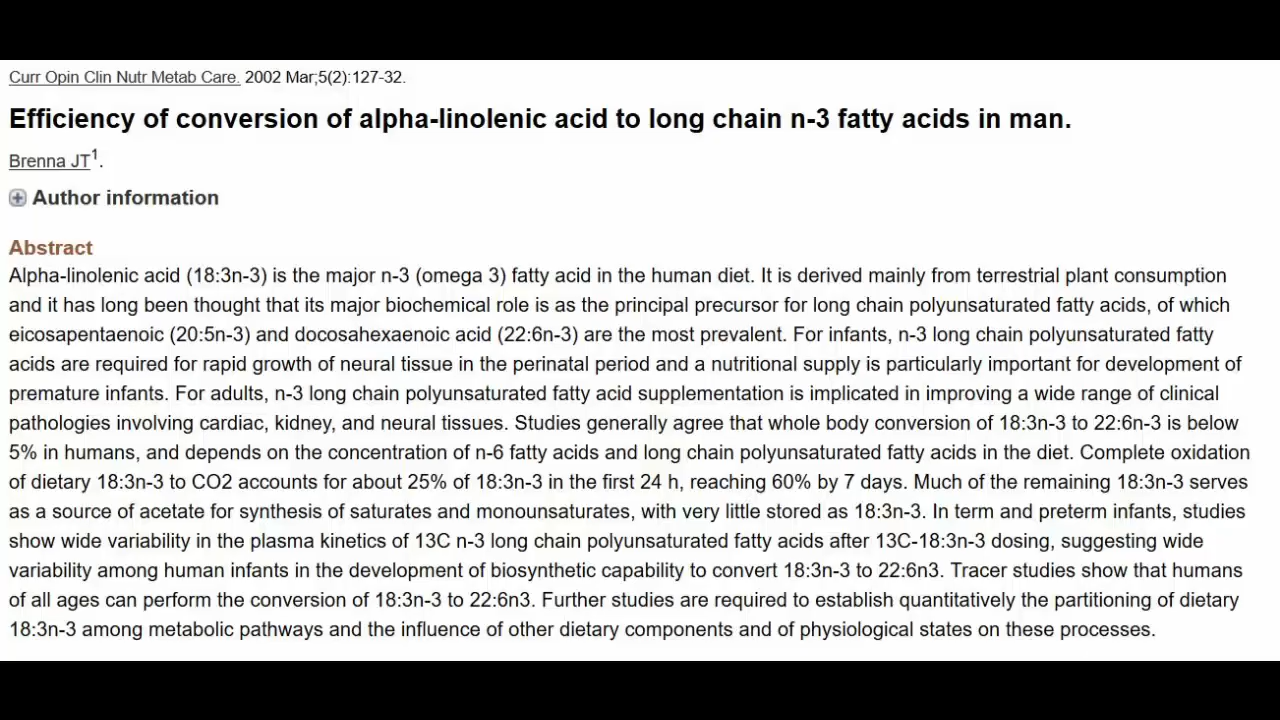 Curr Opin Clin Nutr Metab Care. 2002 Mar;5(2):127-32.
Efficiency of conversion of alpha-linolenic acid to long chain n-3 fatty acids in man.
Brenna JT1.
Author information
Abstract
Alpha-linolenic acid (18:3n-3) is the major n-3 (omega 3) fatty acid in the human diet. It is derived mainly from terrestrial plant consumption
and it has long been thought that its major biochemical role is as the principal precursor for long chain polyunsaturated fatty acids, of which
eicosapentaenoic (20:5n-3) and docosahexaenoic acid (22:6n-3) are the most prevalent. For infants, n-3 long chain polyunsaturated fatty
acids are required for rapid growth of neural tissue in the perinatal period and a nutritional supply is particularly important for development of
premature infants. For adults, n-3 long chain polyunsaturated fatty acid supplementation is implicated in improving a wide range of clinical
pathologies involving cardiac, kidney, and neural tissues. Studies generally agree that whole body conversion of 18:3n-3 to 22:6n-3 is below
5% in humans, and depends on the concentration of n-6 fatty acids and long chain polyunsaturated fatty acids in the diet. Complete oxidation
of dietary 18:3n-3 to CO2 accounts for about 25% of 18:3n-3 in the first 24 h, reaching 60% by 7 days. Much of the remaining 18:3n-3 serves
as a source of acetate for synthesis of saturates and monounsaturates, with very little stored as 18:3n-3. In term and preterm infants, studies
show wide variability in the plasma kinetics of 13C n-3 long chain polyunsaturated fatty acids after 13C-18:3n-3 dosing, suggesting wide
variability among human infants in the development of biosynthetic capability to convert 18:3n-3 to 22:6n3. Tracer studies show that humans
of all ages can perform the conversion of 18:3n-3 to 22:6n3. Further studies are required to establish quantitatively the partitioning of dietary
18:3n-3 among metabolic pathways and the influence of other dietary components and of physiological states on these processes.